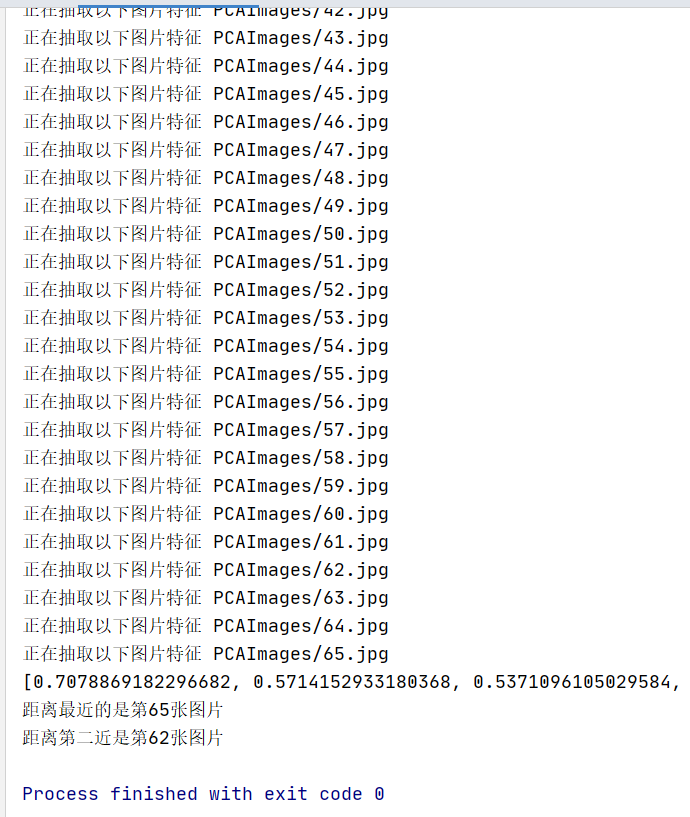 正在抽取以下图片特征 PCAImages/42.jpg
正在抽取以下图片特征 PCAImages/43.jpg
正在抽取以下图片特征 PCAImages/44.jpg
正在抽取以下图片特征 PCAImages/45.jpg
正在抽取以下图片特征 PCAImages/46.jpg
正在抽取以下图片特征 PCAImages/47.jpg
正在抽取以下图片特征 PCAImages/48.jpg
正在抽取以下图片特征 PCAImages/49.jpg
正在抽取以下图片特征 PCAImages/50.jpg
正在抽取以下图片特征 PCAImages/51.jpg
正在抽取以下图片特征 PCAImages/52.jpg
正在抽取以下图片特征 PCAImages/53.jpg
正在抽取以下图片特征 PCAImages/54.jpg
正在抽取以下图片特征 PCAImages/55.jpg
正在抽取以下图片特征 PCAImages/56.jpg
正在抽取以下图片特征 PCAImages/57.jpg
正在抽取以下图片特征 PCAImages/58.jpg
正在抽取以下图片特征 PCAImages/59.jpg
正在抽取以下图片特征 PCAImages/60.jpg
正在抽取以下图片特征 PCAImages/61.jpg
正在抽取以下图片特征 PCAImages/62.jpg
正在抽取以下图片特征 PCAImages/63.jpg
正在抽取以下图片特征 PCAImages/64.jpg
正在抽取以下图片特征 PCAImages/65.jpg
[0.7078869182296682, 0.5714152933180368, 0.5371096105029584,
距离最近的是第65张图片
距离第二近是第62张图片
Process finished with exit code 0